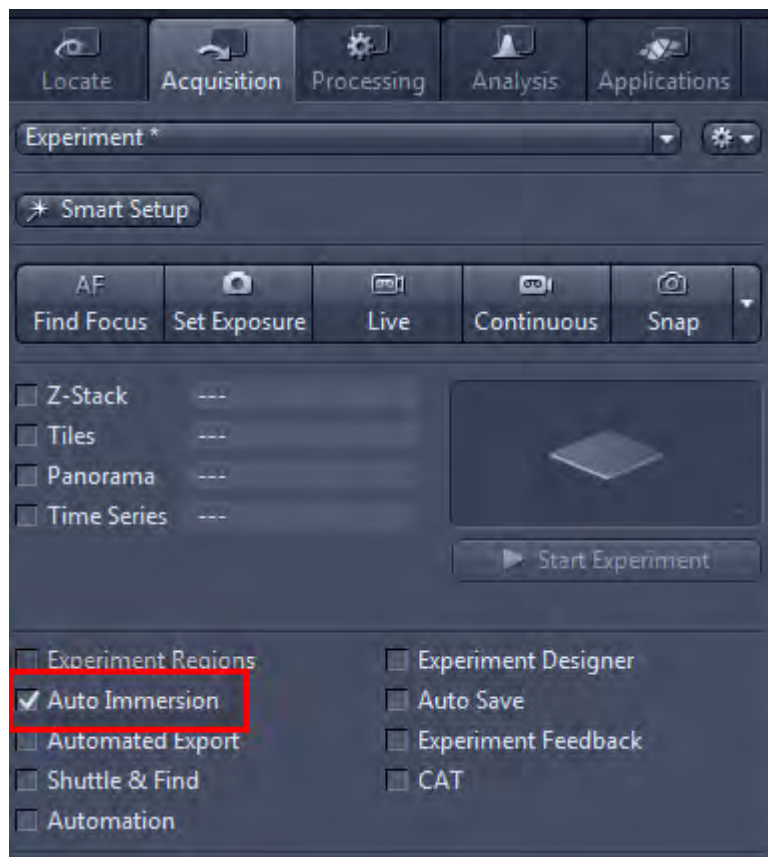 Locate Acquisition Processing Analysis Applications
Experiment *
Smart Setup
AF
Find Focus Set Exposure Live Continuous Snap
Z-Stack ---
Tiles ---
Panorama ---
Time Series ---
Start Experiment
Experiment Regions Experiment Designer
Auto Immersion Auto Save
Automated Export Experiment Feedback
Shuttle & Find CAT
Automation